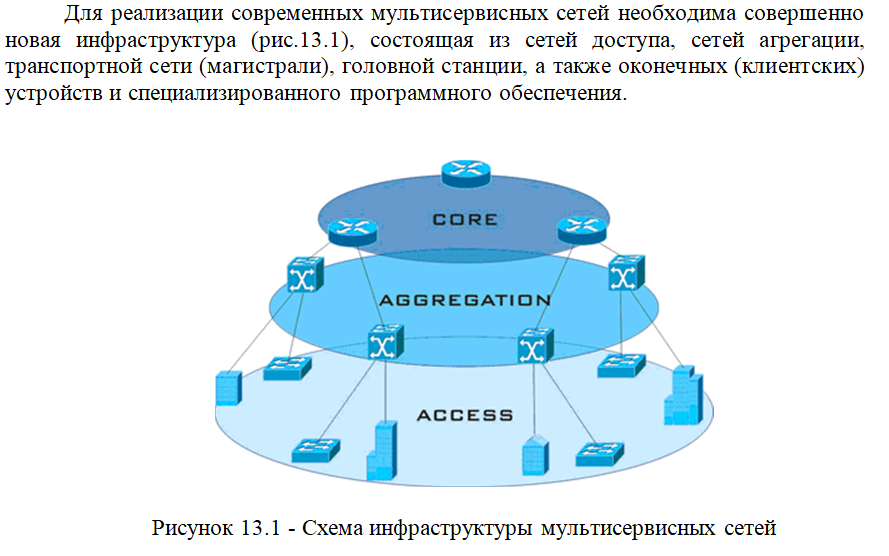 Для реализации современных мультисервисных сетей необходима совершенно
новая инфраструктура (рис.13.1), состоящая из сетей доступа, сетей агрегации,
транспортной сети (магистрали), головной станции, а также оконечных (клиентских)
устройств и специализированного программного обеспечения.
CORE
AGGREGATION
ACCESS
Рисунок 13.1 - Схема инфраструктуры мультисервисных сетей